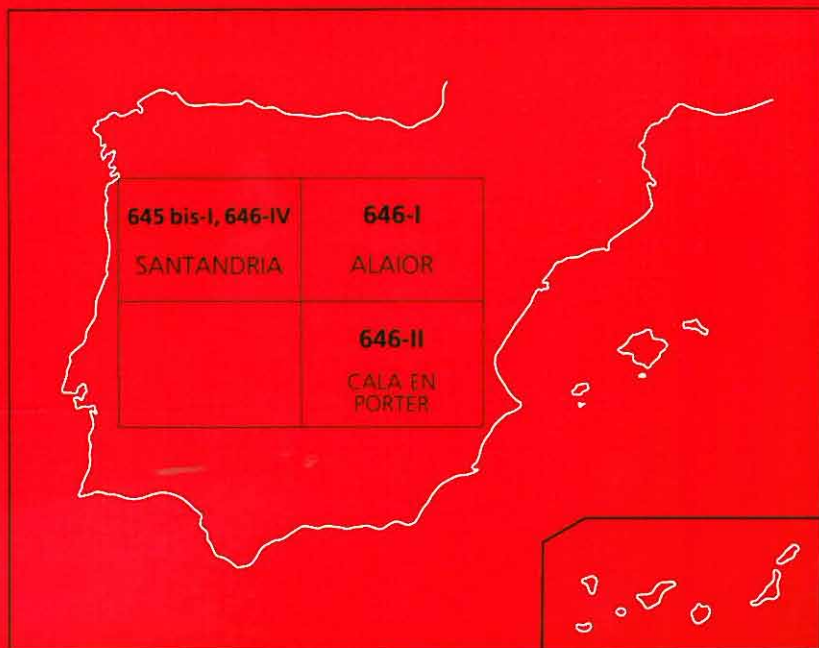 645 bis-I, 646-IV
SANTANDRIA
646-I
ALAIOR
646-II
CALA EN
PORTER